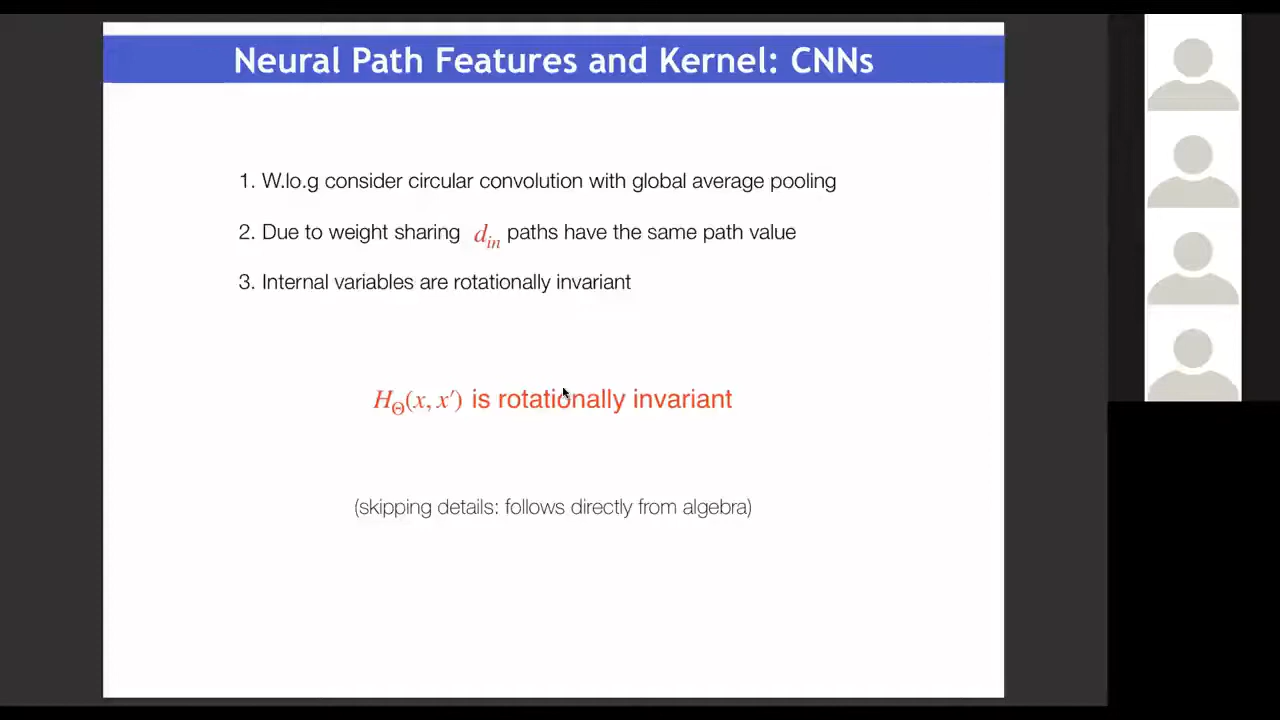 Neural Path Features and Kernel: CNNs
1. W.lo.g consider circular convolution with global average pooling
2. Due to weight sharing d_{in} paths have the same path value
3. Internal variables are rotationally invariant
H_Θ(x, x′) is rotationally invariant
(skipping details: follows directly from algebra)